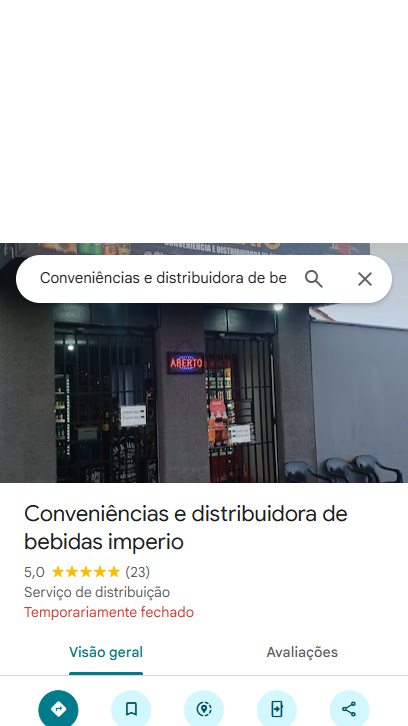 CONVENIENCIA E DISTRIBUIDORA DE
Conveniências e distribuidora de be
ABERTO
Conveniências e distribuidora de
bebidas imperio
5,0 (23)
Serviço de distribuição
Temporariamente fechado
Visão geral
Avaliações